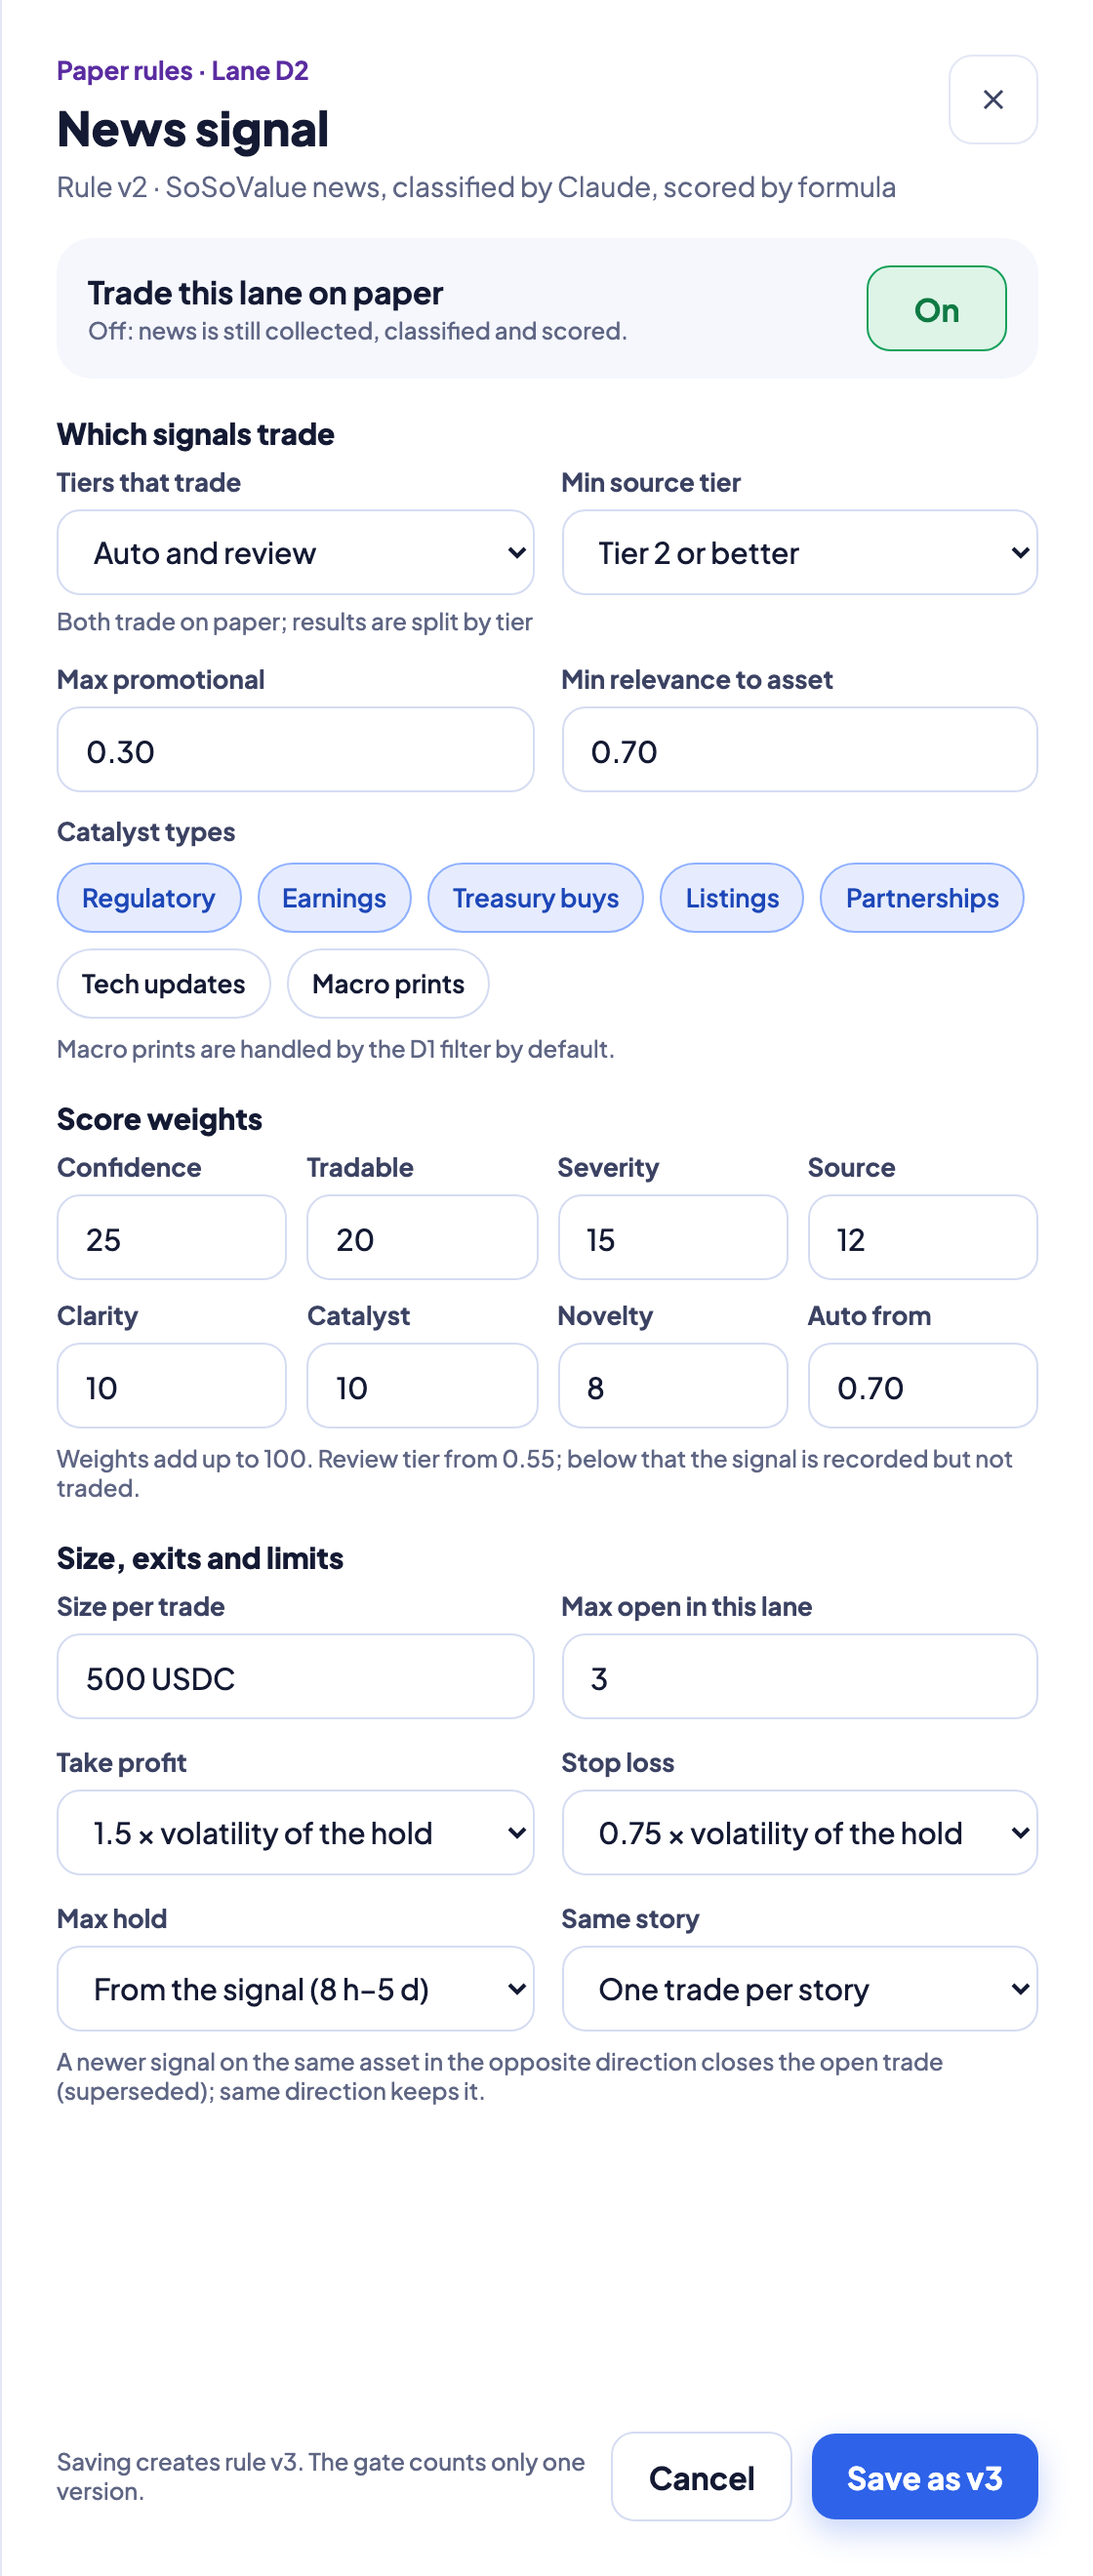 Paper rules · Lane D2
News signal
Rule v2 · SoSoValue news, classified by Claude, scored by formula
Trade this lane on paper
Off: news is still collected, classified and scored.
On
Which signals trade
Tiers that trade
Min source tier
Auto and review
Tier 2 or better
Both trade on paper; results are split by tier
Max promotional
Min relevance to asset
0.30
0.70
Catalyst types
Regulatory
Earnings
Treasury buys
Listings
Partnerships
Tech updates
Macro prints
Macro prints are handled by the D1 filter by default.
Score weights
Confidence
Tradable
Severity
Source
25
20
15
12
Clarity
Catalyst
Novelty
Auto from
10
10
8
0.70
Weights add up to 100. Review tier from 0.55; below that the signal is recorded but not
traded.
Size, exits and limits
Size per trade
Max open in this lane
500 USDC
3
Take profit
Stop loss
1.5 × volatility of the hold
0.75 × volatility of the hold
Max hold
Same story
From the signal (8 h–5 d)
One trade per story
A newer signal on the same asset in the opposite direction closes the open trade
(superseded); same direction keeps it.
Saving creates rule v3. The gate counts only one
version.
Cancel
Save as v3